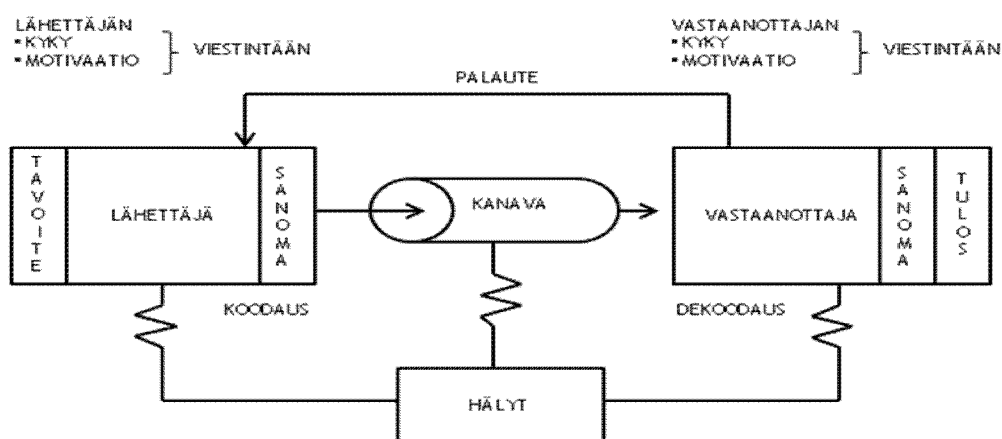 LÄHETTÄJÄN
▪ KYKY
▪ MOTIVAATIO
VIESTINTÄÄN
VASTAANOTTAJAN
▪ KYKY
▪ MOTIVAATIO
VIESTINTÄÄN
PALAUTE
TAVOITE
LÄHETTÄJÄ
SANOMA
KANAVA
VASTAANOTTAJA
SANOMA
TULOS
KOODAUS
DEKOODAUS
HÄLYT